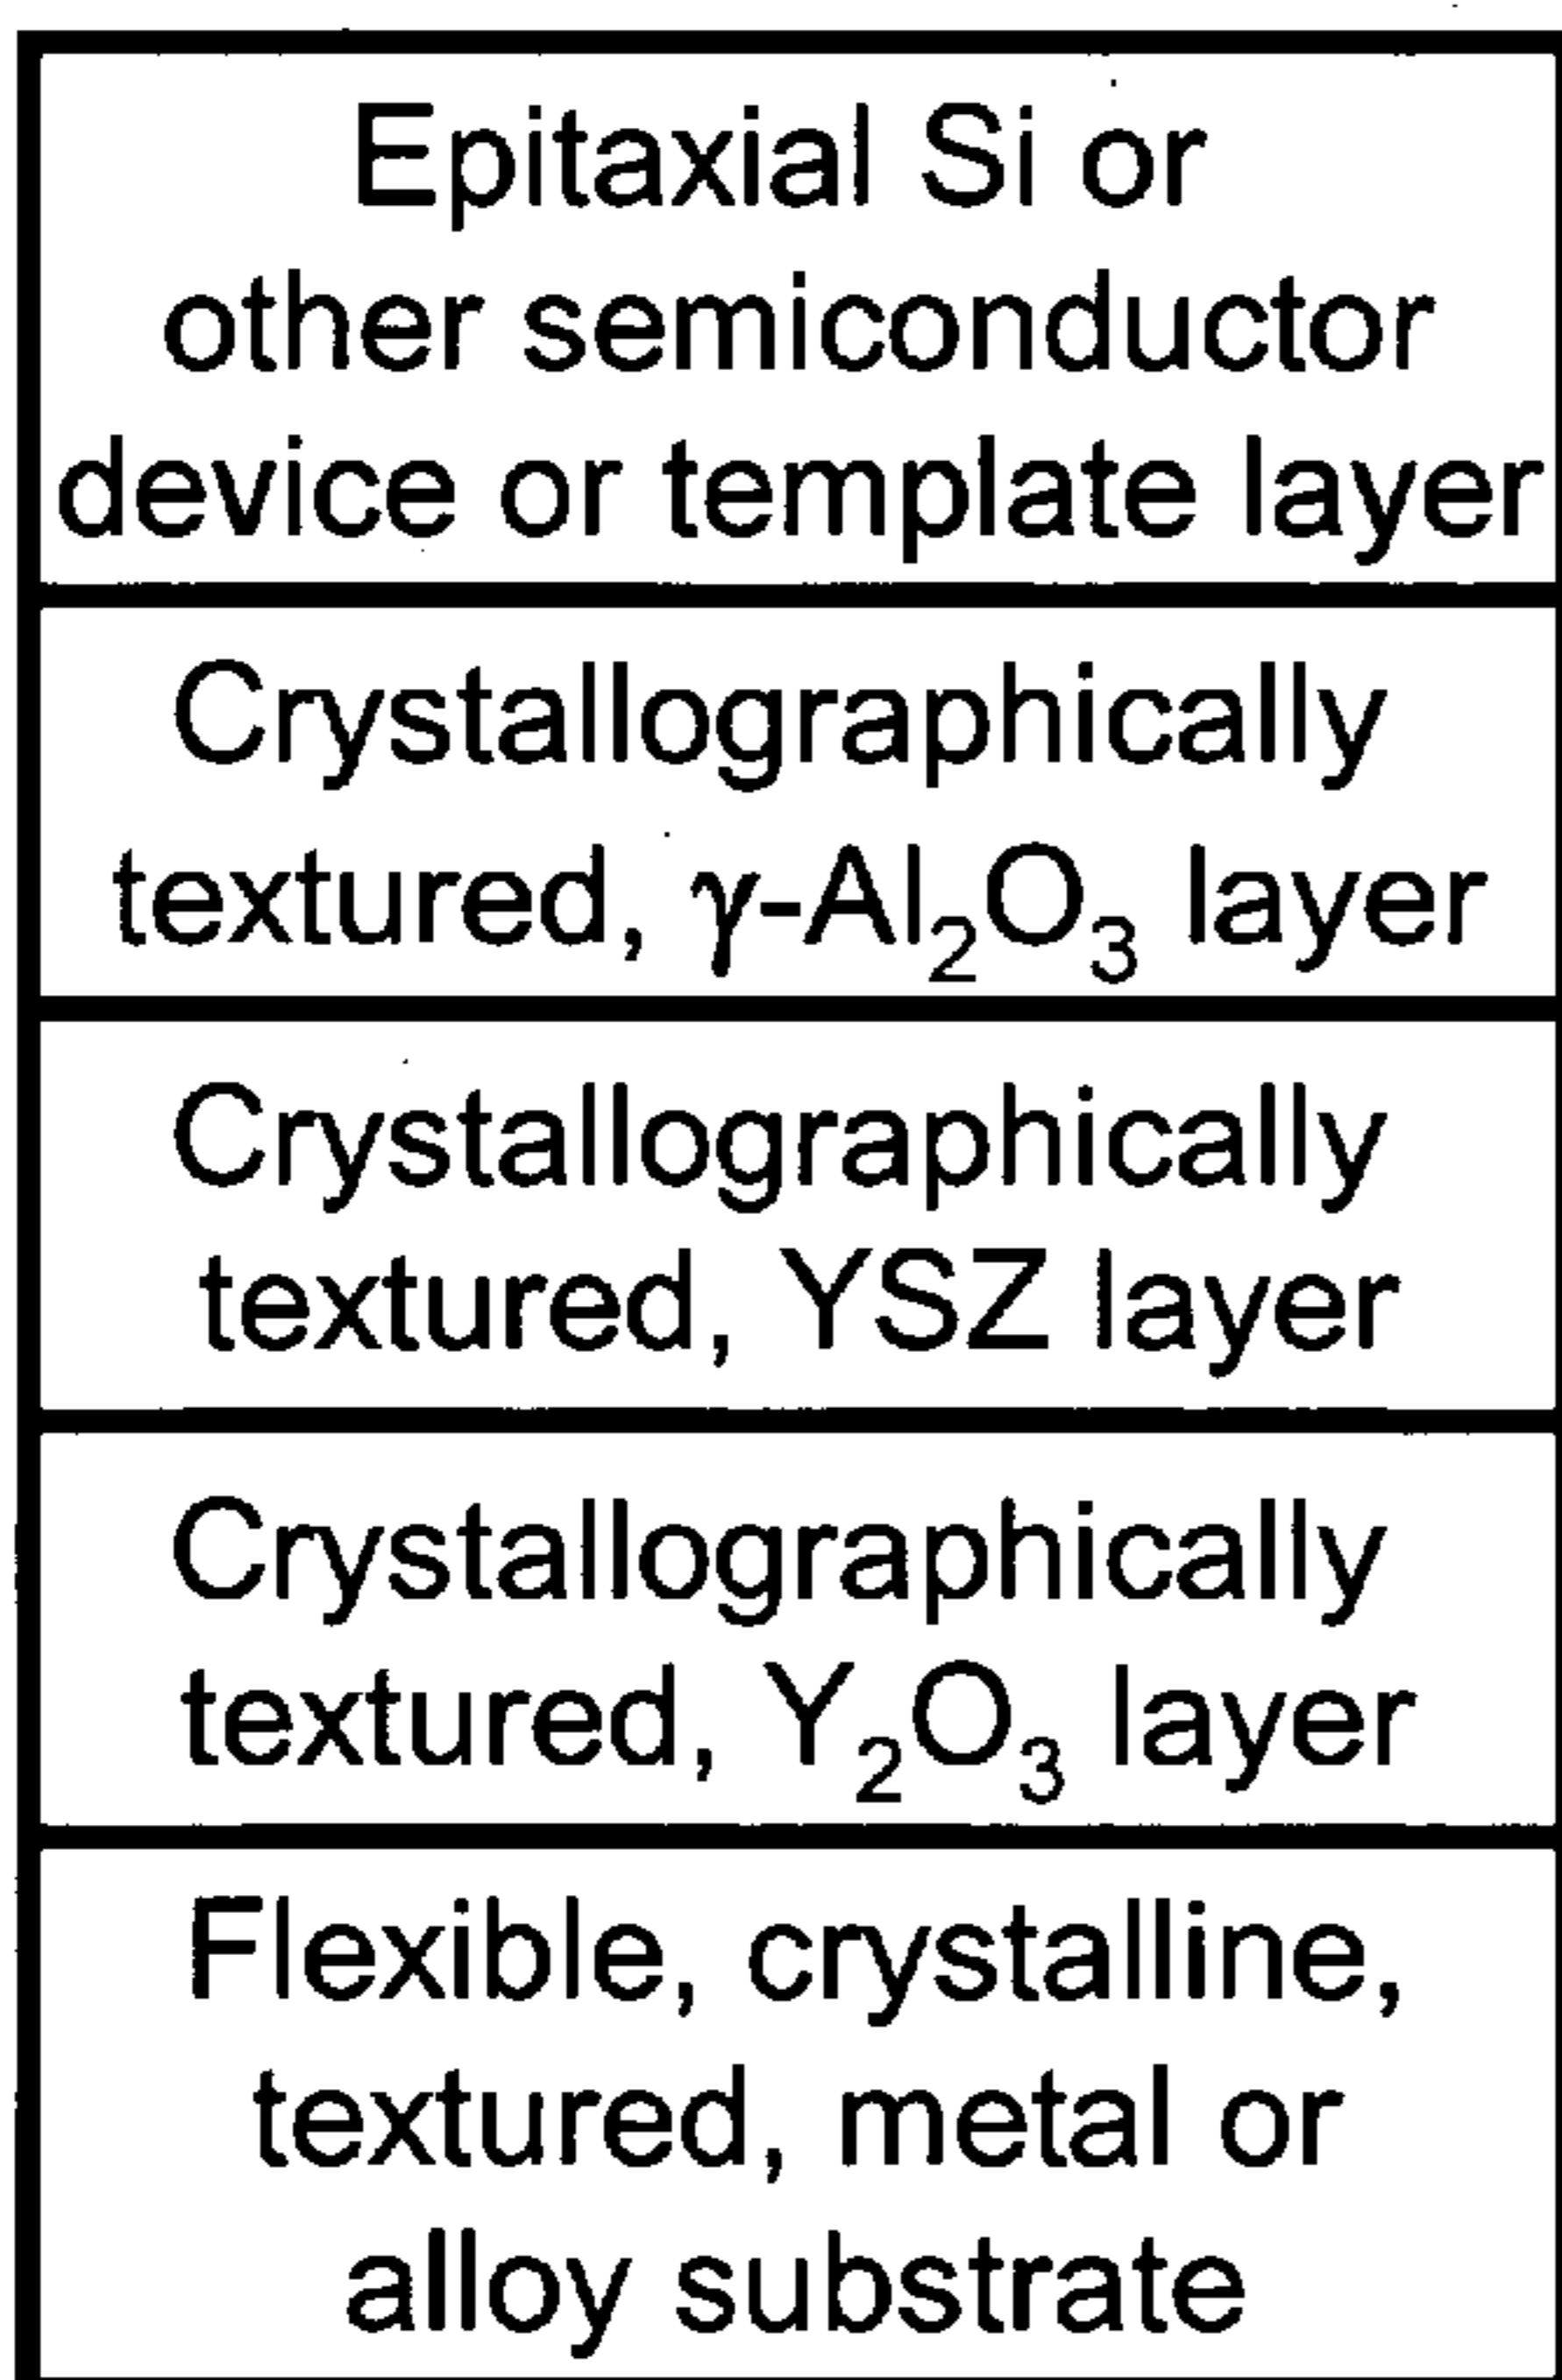 Epitaxial Si or
other semiconductor
device or template layer
Crystallographically
textured, γ-Al₂O₃ layer
Crystallographically
textured, YSZ layer
Crystallographically
textured, Y₂O₃ layer
Flexible, crystalline,
textured, metal or
alloy substrate